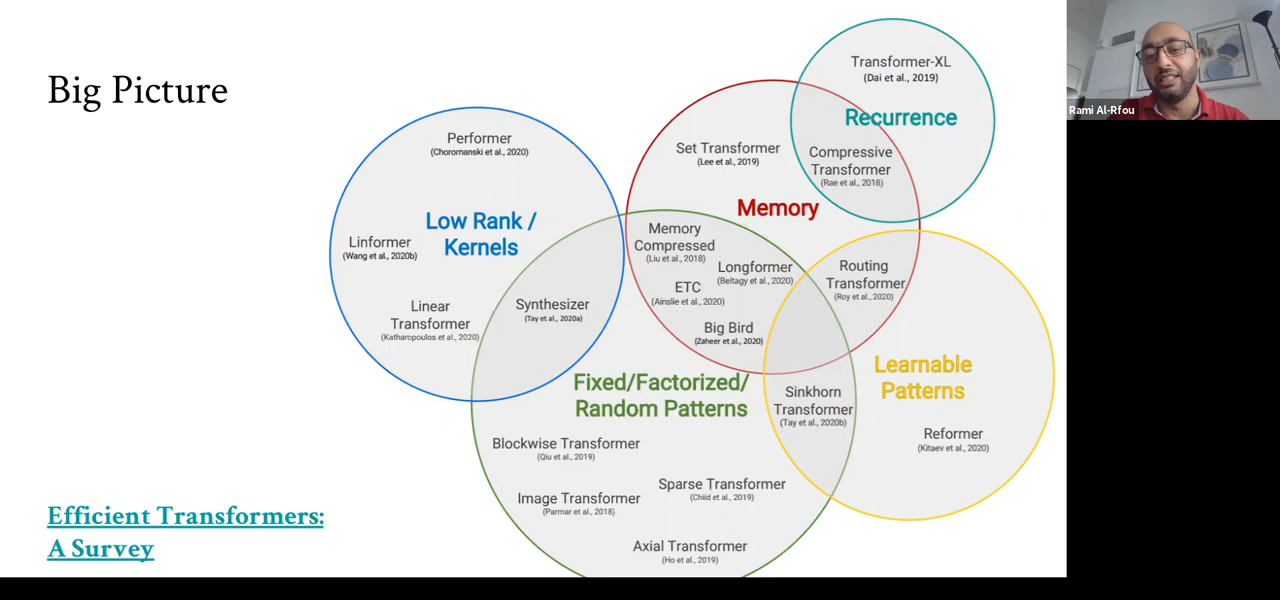 Big Picture
Efficient Transformers:
A Survey
Performer
(Choromanski et al., 2020)
Low Rank /
Kernels
Linformer
(Wang et al., 2020b)
Linear
Transformer
(Katharopoulos et al., 2020)
Synthesizer
(Tay et al., 2020a)
Transformer-XL
(Dai et al., 2019)
Recurrence
Compressive
Transformer
(Rae et al., 2018)
Set Transformer
(Lee et al., 2019)
Memory
Memory
Compressed
(Liu et al., 2018)
Longformer
(Beltagy et al., 2020)
ETC
(Ainslie et al., 2020)
Big Bird
(Zaheer et al., 2020)
Routing
Transformer
(Roy et al., 2020)
Learnable
Patterns
Sinkhorn
Transformer
(Tay et al., 2020b)
Reformer
(Kitaev et al., 2020)
Fixed/Factorized/
Random Patterns
Blockwise Transformer
(Qiu et al., 2019)
Sparse Transformer
(Child et al., 2019)
Image Transformer
(Parmar et al., 2018)
Axial Transformer
(Ho et al., 2019)
Rami Al-Rfou